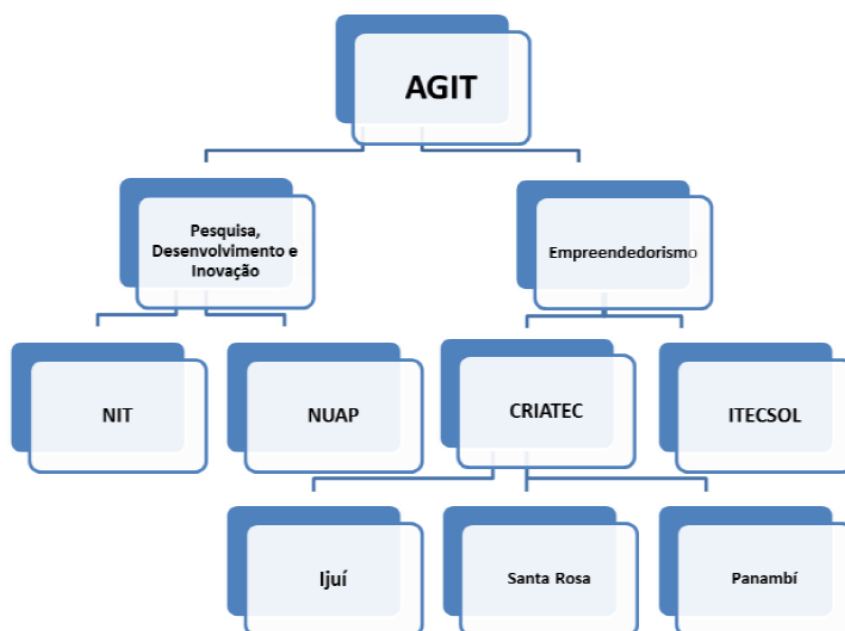 AGIT
Pesquisa,
Desenvolvimento e
Inovação
Empreendedorismo
NIT
NUAP
CRIATEC
ITECSOL
Ijuí
Santa Rosa
Panambí